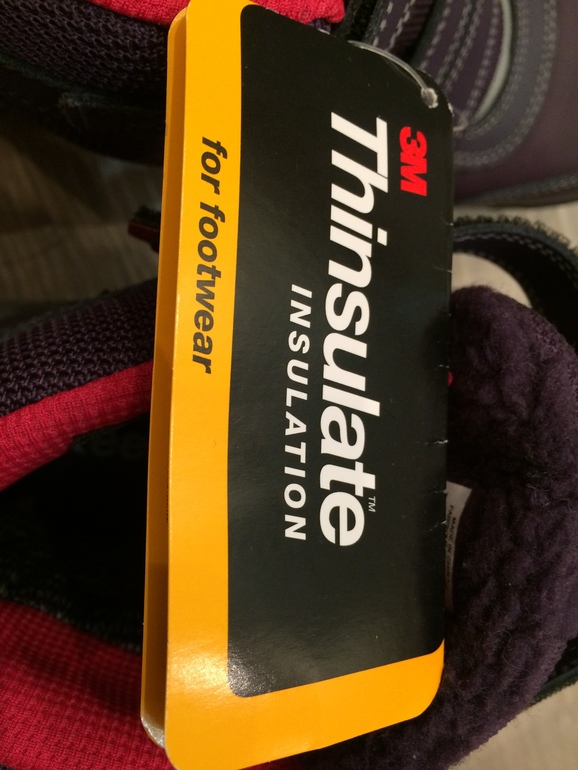 3M
Thinsulate™
INSULATION
for footwear